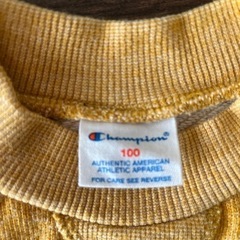 Champion
100
AUTHENTIC AMERICAN
ATHLETIC APPAREL
FOR CARE SEE REVERSE